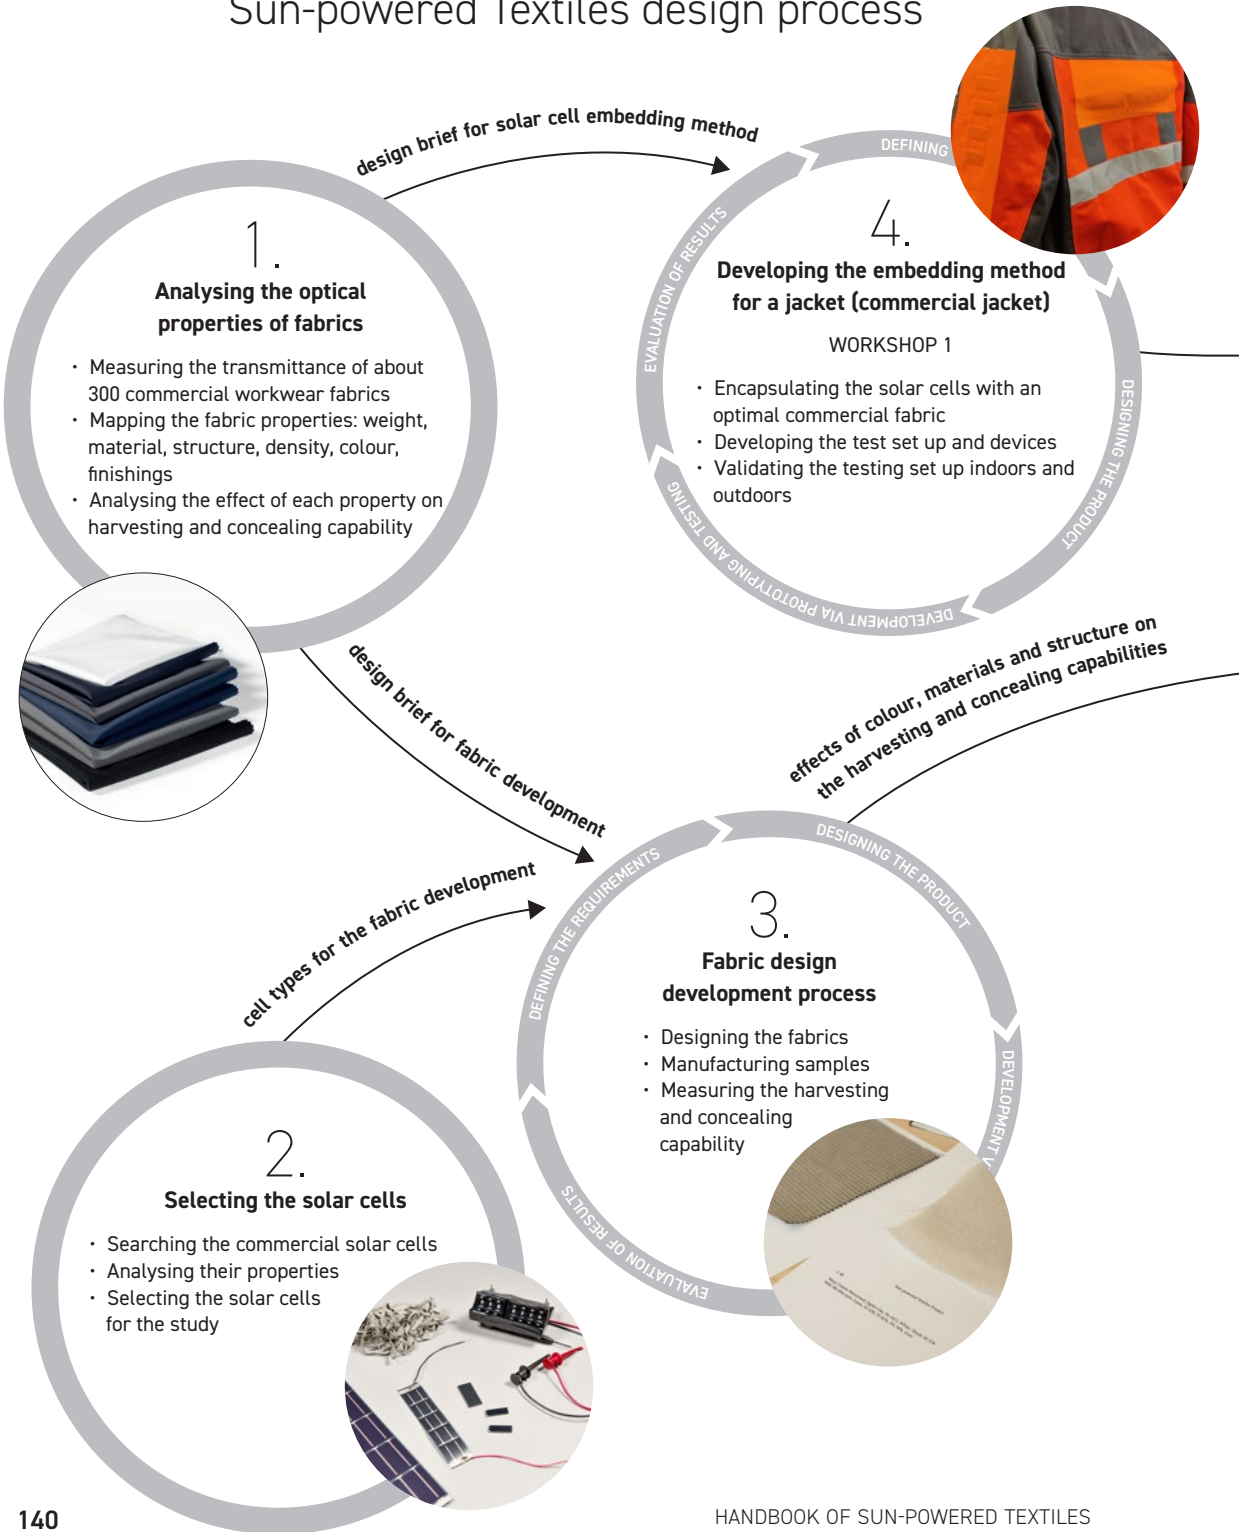 Sun-powered Textiles design process
design brief for solar cell embedding method
1.
Analysing the optical
properties of fabrics
· Measuring the transmittance of about
300 commercial workwear fabrics
· Mapping the fabric properties: weight,
material, structure, density, colour,
finishings
· Analysing the effect of each property on
harvesting and concealing capability
DEFINING
DESIGNING THE PRODUCT
DEVELOPMENT VIA PROTOTYPING AND TESTING
EVALUATION OF RESULTS
4.
Developing the embedding method
for a jacket (commercial jacket)
WORKSHOP 1
· Encapsulating the solar cells with an
optimal commercial fabric
· Developing the test set up and devices
· Validating the testing set up indoors and
outdoors
design brief for fabric development
effects of colour, materials and structure on
the harvesting and concealing capabilities
cell types for the fabric development
DEFINING THE REQUIREMENTS
DESIGNING THE PRODUCT
DEVELOPMENT V
EVALUATION OF RESULTS
3.
Fabric design
development process
· Designing the fabrics
· Manufacturing samples
· Measuring the harvesting
and concealing
capability
2.
Selecting the solar cells
· Searching the commercial solar cells
· Analysing their properties
· Selecting the solar cells
for the study
140
HANDBOOK OF SUN-POWERED TEXTILES